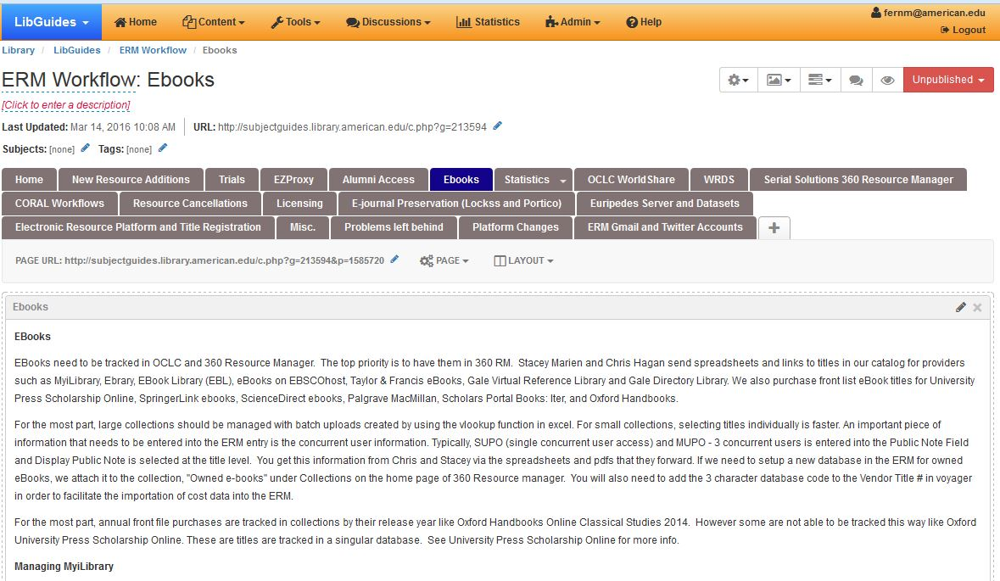 LibGuides Home Content Tools Discussions Statistics Admin Help fernm@american.edu
Logout
Library / LibGuides / ERM Workflow / Ebooks
ERM Workflow: Ebooks Unpublished
[Click to enter a description]
Last Updated: Mar 14, 2016 10:08 AM URL: http://subjectguides.library.american.edu/c.php?g=213594
Subjects: [none] Tags: [none]
Home New Resource Additions Trials EZProxy Alumni Access Ebooks Statistics OCLC WorldShare WRDS Serial Solutions 360 Resource Manager
CORAL Workflows Resource Cancellations Licensing E-journal Preservation (Lockss and Portico) Euripedes Server and Datasets
Electronic Resource Platform and Title Registration Misc. Problems left behind Platform Changes ERM Gmail and Twitter Accounts +
PAGE URL: http://subjectguides.library.american.edu/c.php?g=213594&p=1585720 PAGE LAYOUT
Ebooks
EBooks
EBooks need to be tracked in OCLC and 360 Resource Manager. The top priority is to have them in 360 RM. Stacey Marien and Chris Hagan send spreadsheets and links to titles in our catalog for providers
such as MyiLibrary, Ebrary, EBook Library (EBL), eBooks on EBSCOhost, Taylor & Francis eBooks, Gale Virtual Reference Library and Gale Directory Library. We also purchase front list eBook titles for University
Press Scholarship Online, SpringerLink ebooks, ScienceDirect ebooks, Palgrave MacMillan, Scholars Portal Books: Iter, and Oxford Handbooks.
For the most part, large collections should be managed with batch uploads created by using the vlookup function in excel. For small collections, selecting titles individually is faster. An important piece of
information that needs to be entered into the ERM entry is the concurrent user information. Typically, SUPO (single concurrent user access) and MUPO - 3 concurrent users is entered into the Public Note Field
and Display Public Note is selected at the title level. You get this information from Chris and Stacey via the spreadsheets and pdfs that they forward. If we need to setup a new database in the ERM for owned
eBooks, we attach it to the collection, "Owned e-books" under Collections on the home page of 360 Resource manager. You will also need to add the 3 character database code to the Vendor Title # in voyager
in order to facilitate the importation of cost data into the ERM.
For the most part, annual front file purchases are tracked in collections by their release year like Oxford Handbooks Online Classical Studies 2014. However some are not able to be tracked this way like Oxford
University Press Scholarship Online. These are titles are tracked in a singular database. See University Press Scholarship Online for more info.
Managing MyiLibrary